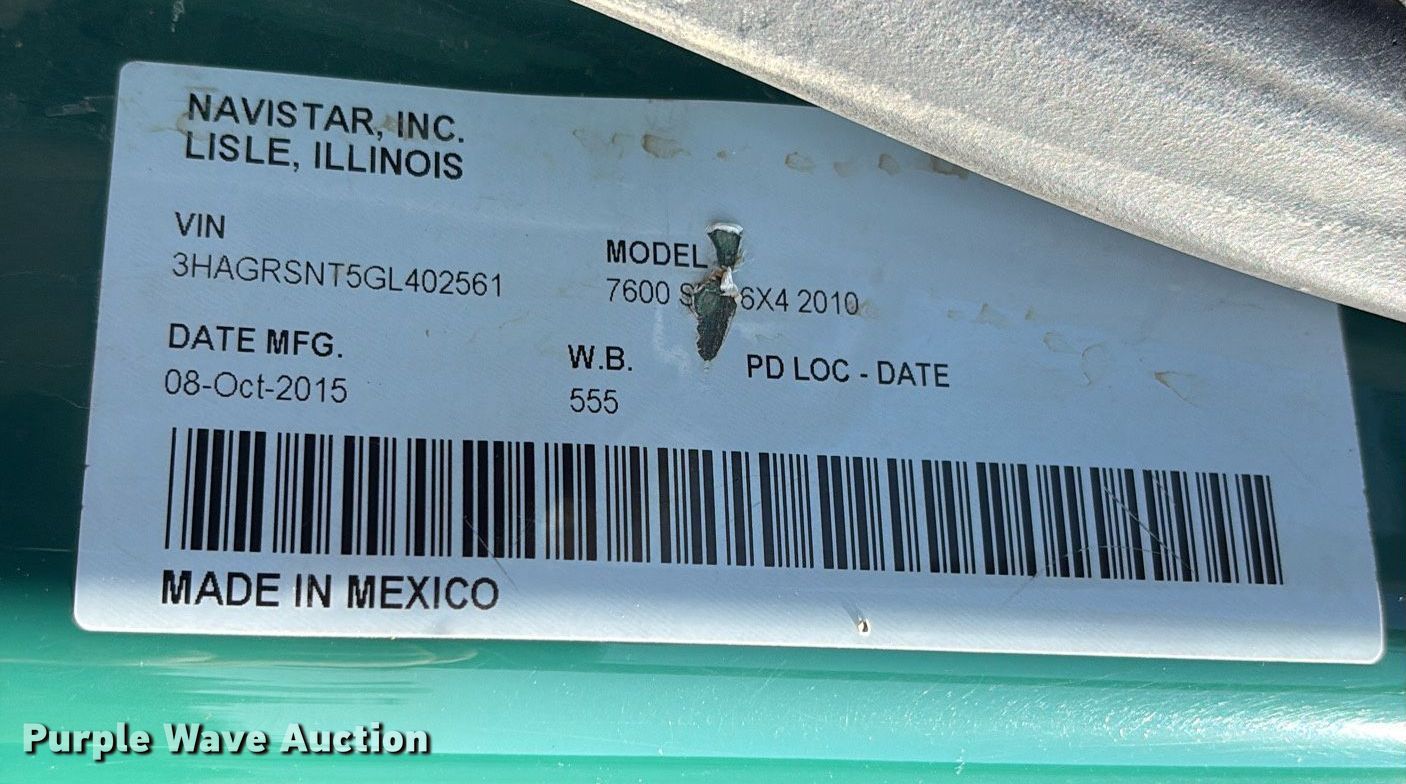 NAVISTAR, INC.
LISLE, ILLINOIS
VIN
3HAGRSNT5GL402561
MODEL
7600 6X4 2010
DATE MFG.
08-Oct-2015
W.B.
555
PD LOC - DATE
MADE IN MEXICO
Purple Wave Auction